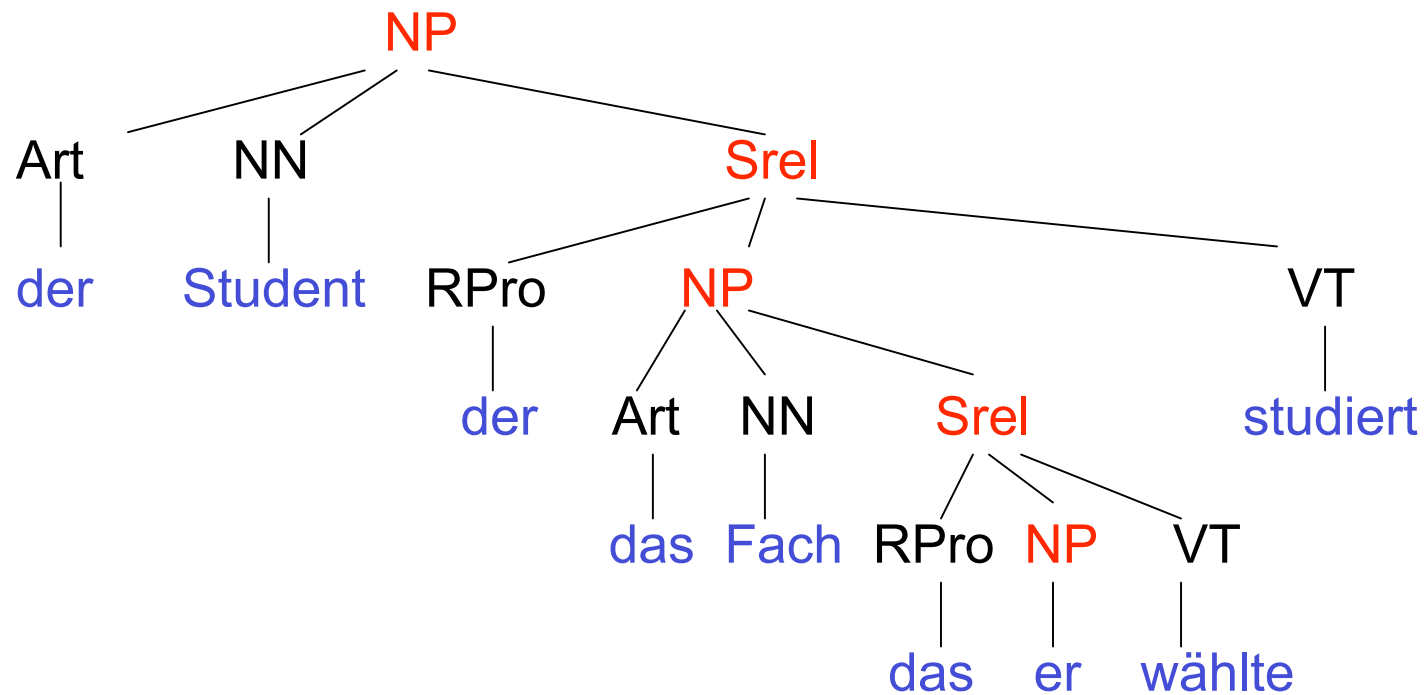 NP
Art NN Srel
der Student RPro NP VT
der Art NN Srel studiert
das Fach RPro NP VT
das er wählte